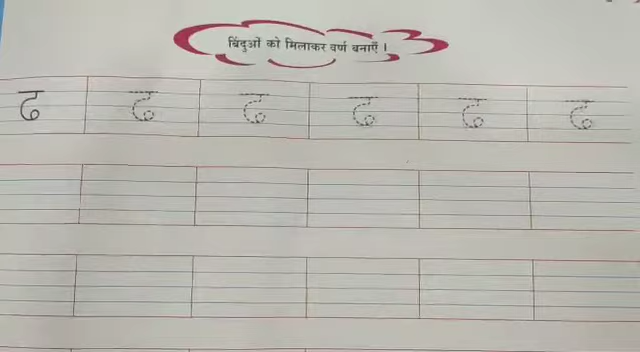 बिंदुओं को मिलाकर वर्ण बनाएँ ।
ढ ढ ढ ढ ढ ढ